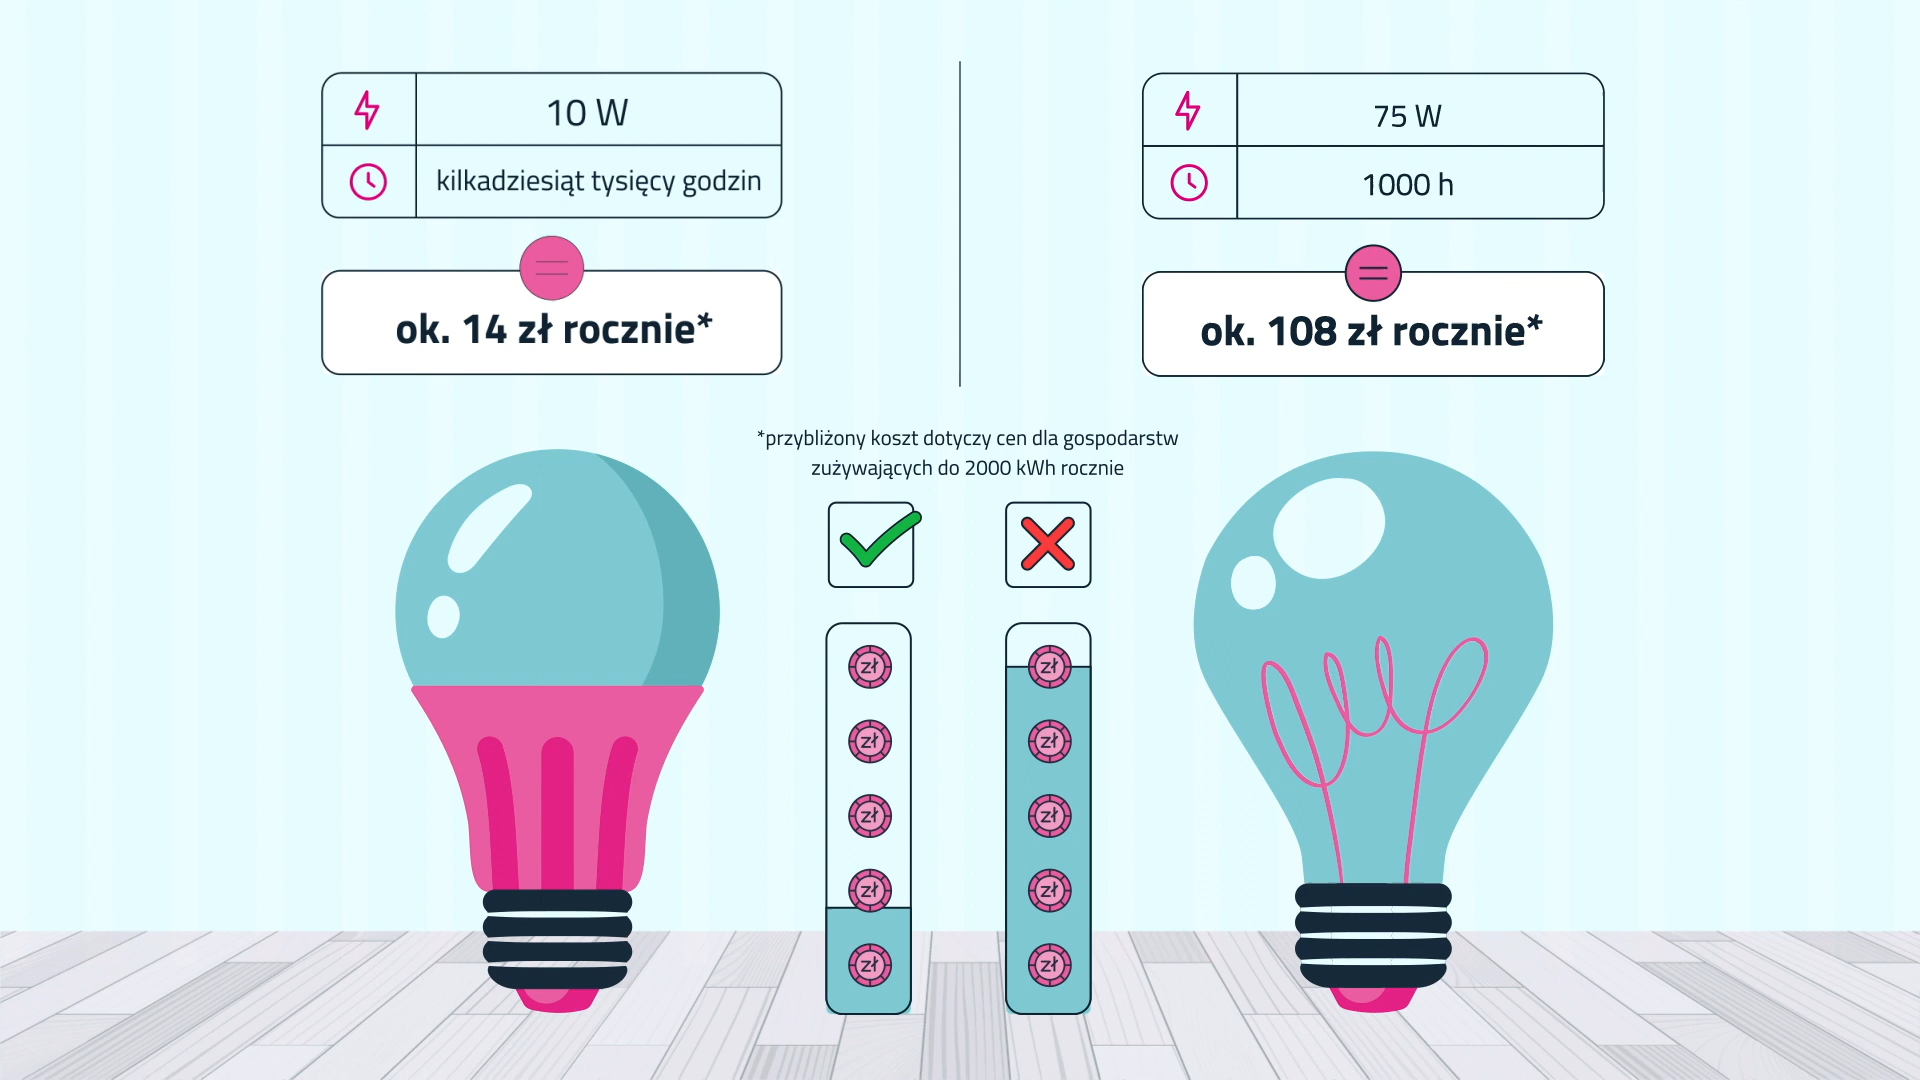 10 W
kilkadziesiąt tysięcy godzin
ok. 14 zł rocznie*
75 W
1000 h
ok. 108 zł rocznie*
*przybliżony koszt dotyczy cen dla gospodarstw
zużywających do 2000 kWh rocznie
zł zł
zł zł
zł zł
zł zł
zł zł